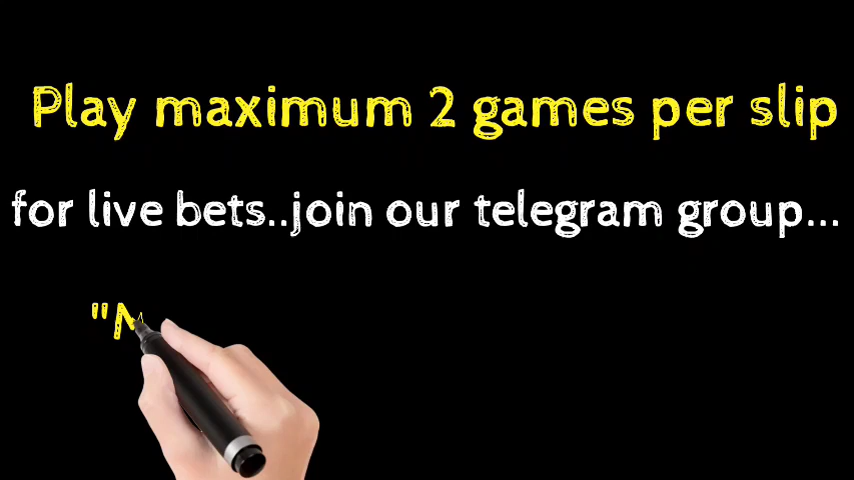 Play maximum 2 games per slip
for live bets..join our telegram group...